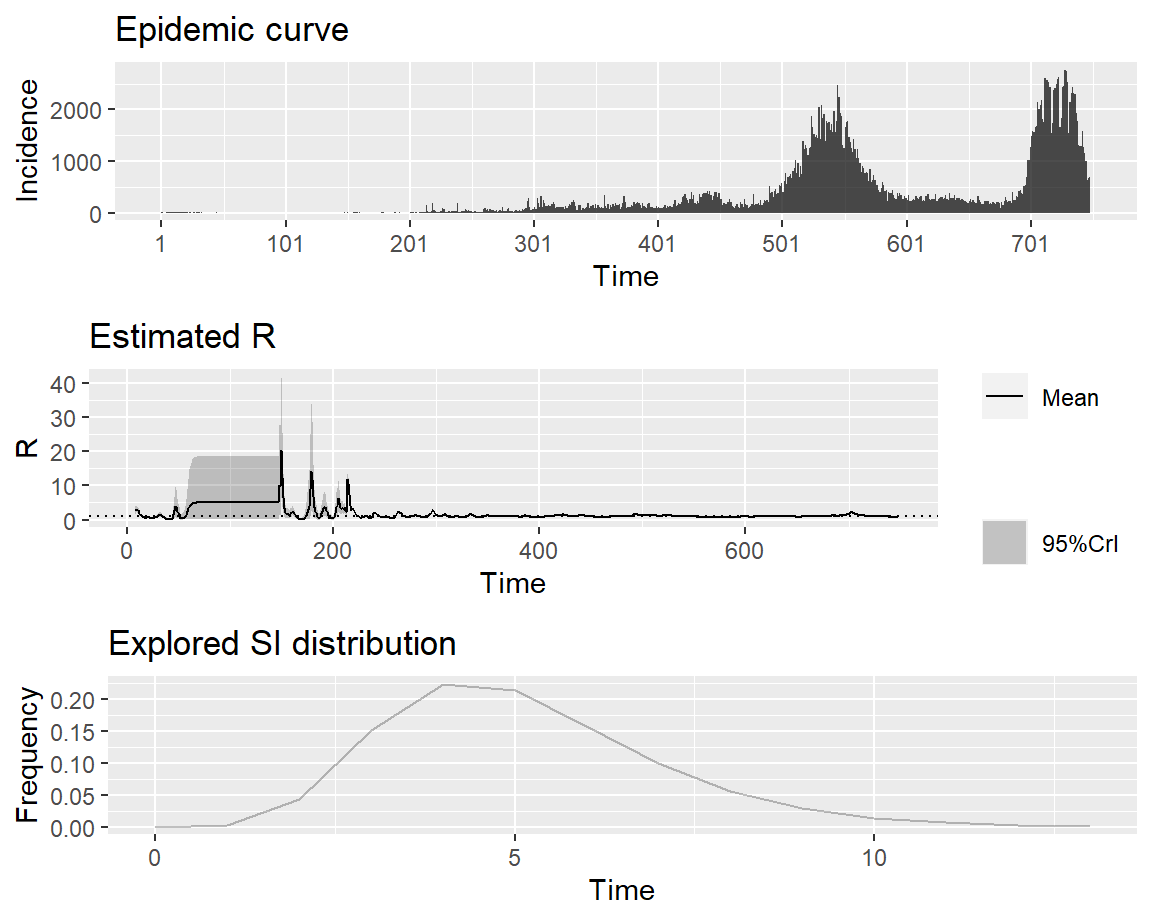 Epidemic curve
Incidence
2000
1000
0
1 101 201 301 401 501 601 701
Time
Estimated R
R
40
30
20
10
0
0 200 400 600
Time
Mean
95%CrI
Explored SI distribution
Frequency
0.20
0.15
0.10
0.05
0.00
0 5 10
Time